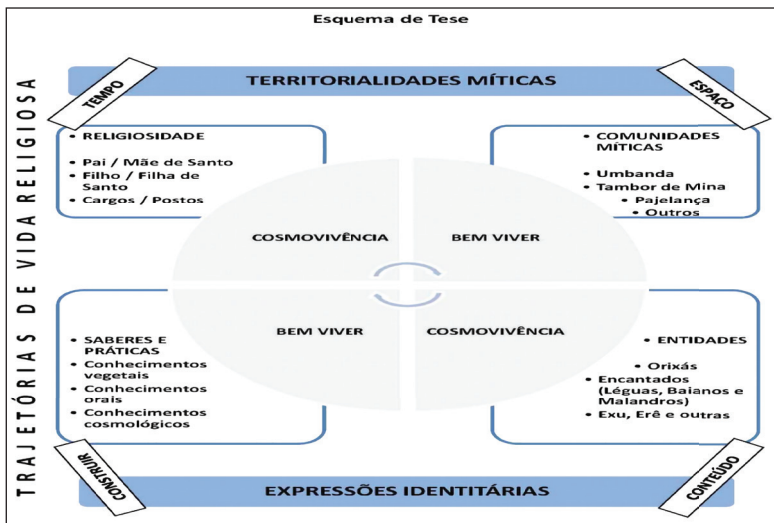 Esquema de Tese
TRAJETÓRIAS DE VIDA RELIGIOSA
TEMPO
TERRITORIALIDADES MÍTICAS
ESPAÇO
• RELIGIOSIDADE
• Pai / Mãe de Santo
• Filho / Filha de
Santo
• Cargos / Postos
• COMUNIDADES
MÍTICAS
• Umbanda
• Tambor de Mina
• Pajelança
• Outros
COSMOVIVÊNCIA
BEM VIVER
BEM VIVER
COSMOVIVÊNCIA
• SABERES E
PRÁTICAS
• Conhecimentos
vegetais
• Conhecimentos
orais
• Conhecimentos
cosmológicos
• ENTIDADES
• Orixás
• Encantados
(Léguas, Baianos e
Malandros)
• Exu, Erê e outras
CONSTRUIR
EXPRESSÕES IDENTITÁRIAS
CONTEÚDO